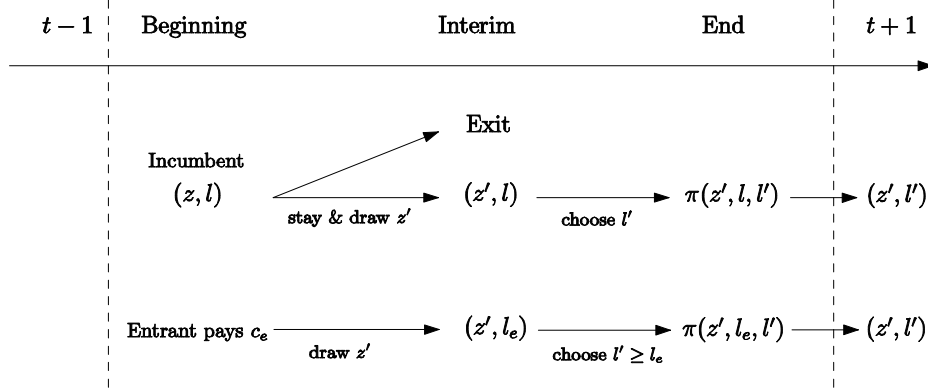 t − 1 Beginning Interim End t + 1
Exit
Incumbent
(z, l) (z′, l) π(z′, l, l′) (z′, l′)
stay & draw z′ choose l′
Entrant pays c_e (z′, l_e) π(z′, l_e, l′) (z′, l′)
draw z′ choose l′ ≥ l_e